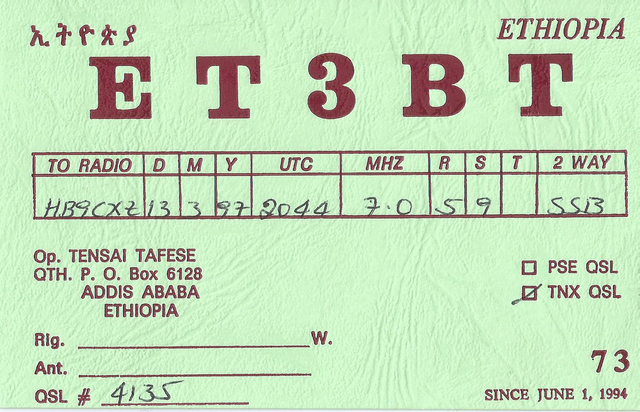 ኢትዮጵያ ETHIOPIA
ET3BT
TO RADIO D M Y UTC MHZ R S T 2 WAY
HB9CXZ 13 3 97 2044 7.0 5 9 SSB
Op. TENSAI TAFESE
QTH. P. O. Box 6128
ADDIS ABABA
ETHIOPIA
PSE QSL
TNX QSL
Rig. W.
Ant.
QSL # 4135
73
SINCE JUNE 1, 1994